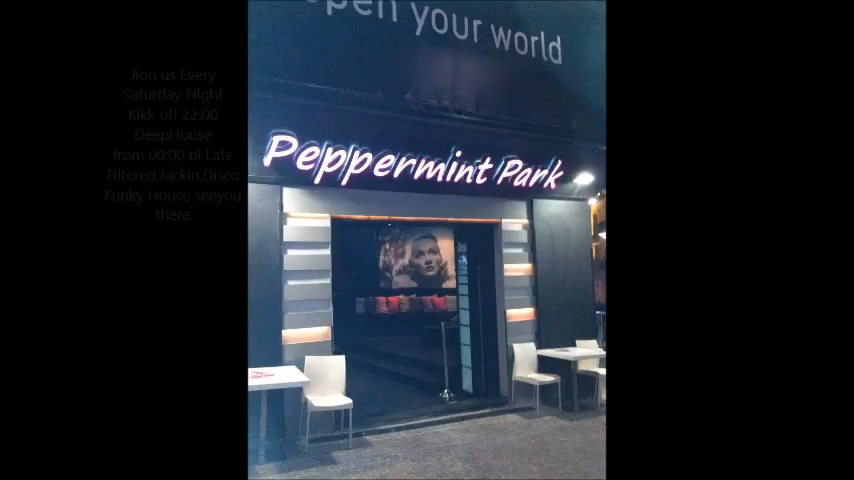 open your world
Peppermint Park
Jion us Every
Saturday Night
Kikk off 22:00
DeepHouse
from 00:00 til Late
Filtered,Jackin,Disco
Funky House seeyou
there